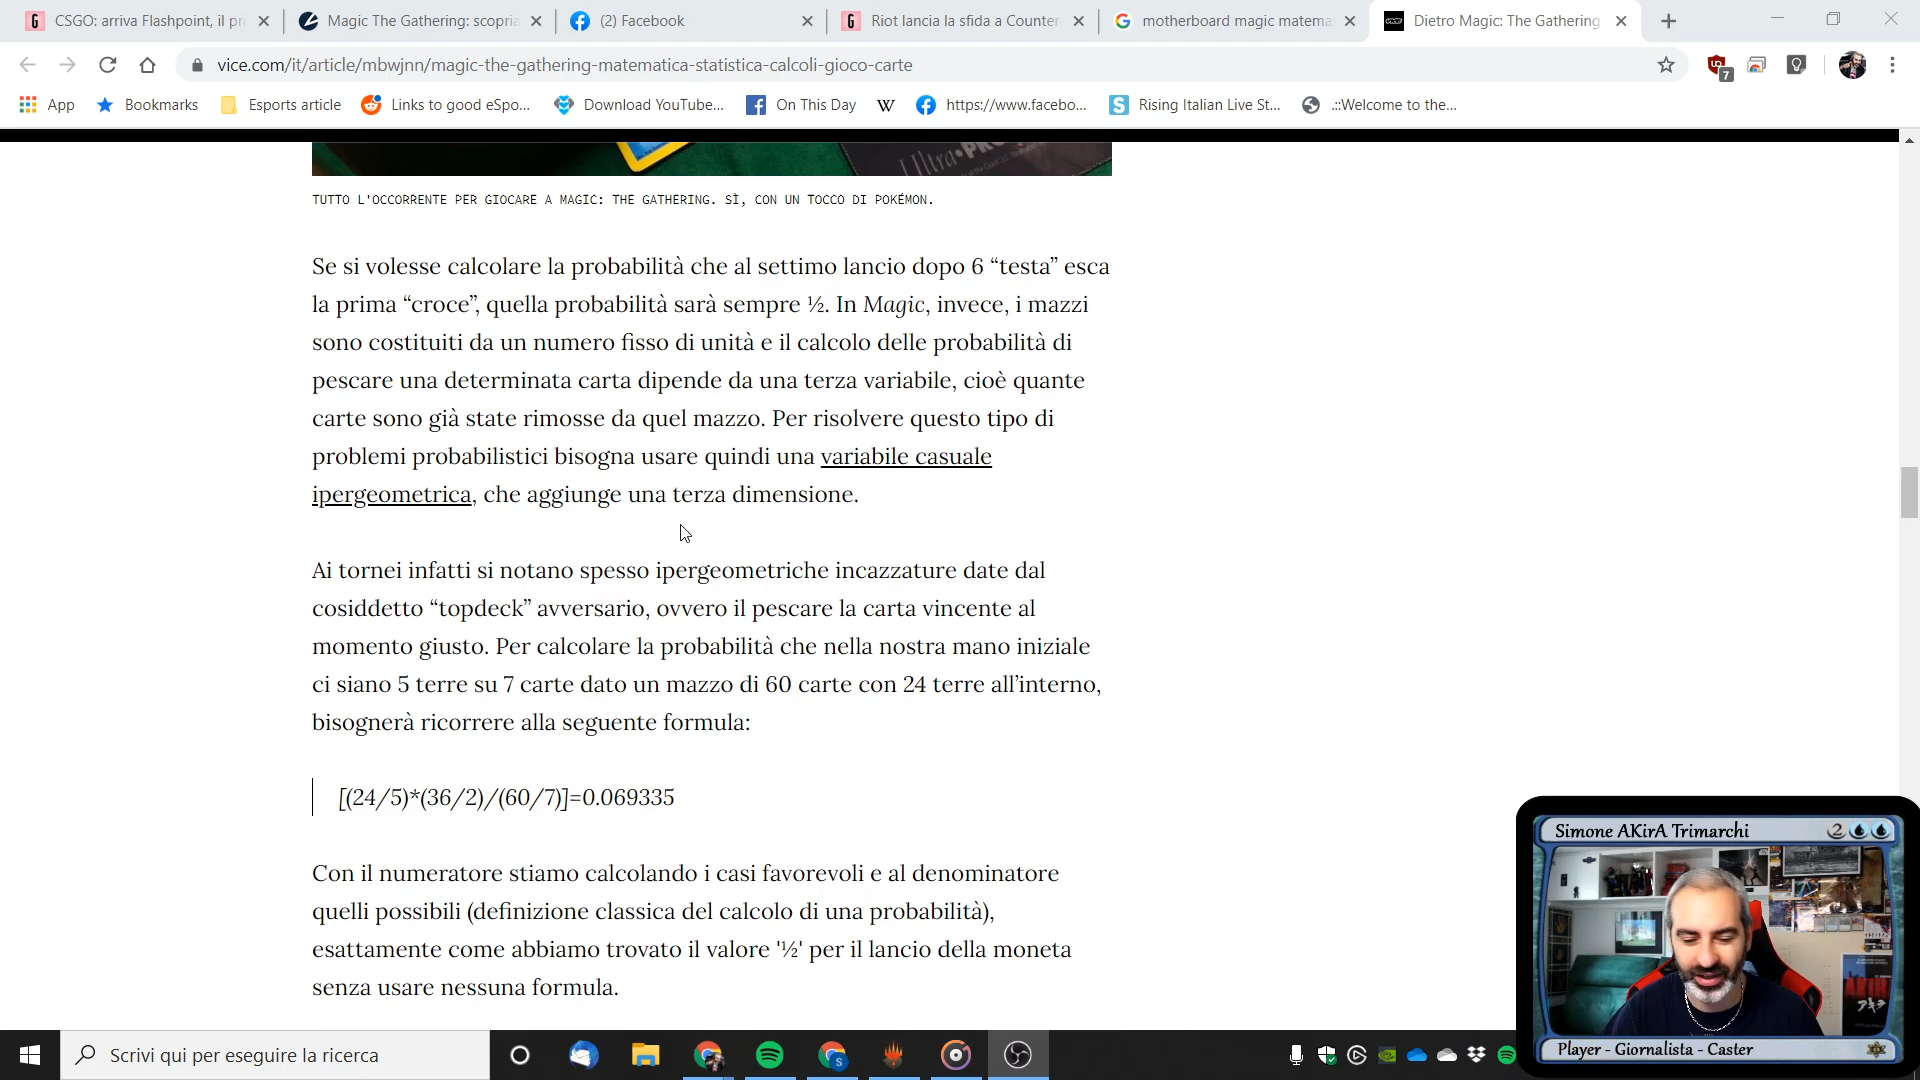 CSGO: arriva Flashpoint, il pri
Magic The Gathering: scopria
(2) Facebook
Riot lancia la sfida a Counter
motherboard magic matema
Dietro Magic: The Gathering
vice.com/it/article/mbwjnn/magic-the-gathering-matematica-statistica-calcoli-gioco-carte
7
App
Bookmarks
Esports article
Links to good eSpo...
Download YouTube...
On This Day
W
https://www.facebo...
Rising Italian Live St...
.::Welcome to the...
Ultra•PRO
TUTTO L'OCCORRENTE PER GIOCARE A MAGIC: THE GATHERING. SÌ, CON UN TOCCO DI POKÉMON.
Se si volesse calcolare la probabilità che al settimo lancio dopo 6 “testa” esca
la prima “croce”, quella probabilità sarà sempre ½. In Magic, invece, i mazzi
sono costituiti da un numero fisso di unità e il calcolo delle probabilità di
pescare una determinata carta dipende da una terza variabile, cioè quante
carte sono già state rimosse da quel mazzo. Per risolvere questo tipo di
problemi probabilistici bisogna usare quindi una variabile casuale
ipergeometrica, che aggiunge una terza dimensione.
Ai tornei infatti si notano spesso ipergeometriche incazzature date dal
cosiddetto “topdeck” avversario, ovvero il pescare la carta vincente al
momento giusto. Per calcolare la probabilità che nella nostra mano iniziale
ci siano 5 terre su 7 carte dato un mazzo di 60 carte con 24 terre all’interno,
bisognerà ricorrere alla seguente formula:
[(24/5)*(36/2)/(60/7)]=0.069335
Con il numeratore stiamo calcolando i casi favorevoli e al denominatore
quelli possibili (definizione classica del calcolo di una probabilità),
esattamente come abbiamo trovato il valore '½' per il lancio della moneta
senza usare nessuna formula.
Simone AKirA Trimarchi
2
AKIRA
Player - Giornalista - Caster
Scrivi qui per eseguire la ricerca